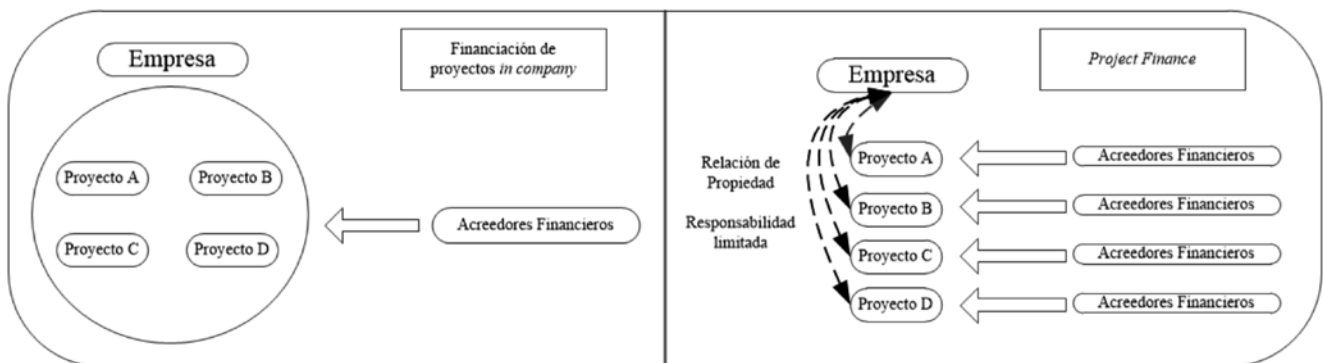 Empresa
Financiación de
proyectos in company
Proyecto A
Proyecto B
Proyecto C
Proyecto D
Acreedores Financieros
Project Finance
Empresa
Relación de
Propiedad
Responsabilidad
limitada
Proyecto A
Acreedores Financieros
Proyecto B
Acreedores Financieros
Proyecto C
Acreedores Financieros
Proyecto D
Acreedores Financieros